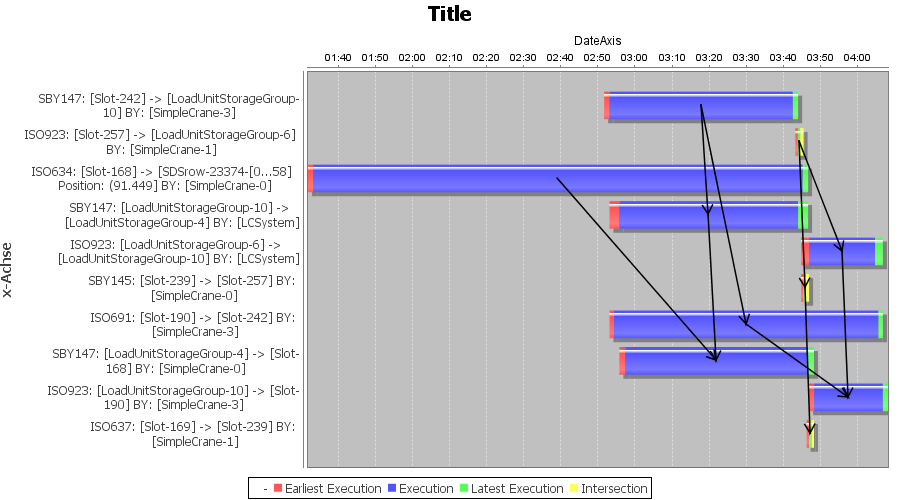 Title
DateAxis
01:40 01:50 02:00 02:10 02:20 02:30 02:40 02:50 03:00 03:10 03:20 03:30 03:40 03:50 04:00
x-Achse
SBY147: [Slot-242] -> [LoadUnitStorageGroup-
10] BY: [SimpleCrane-3]
ISO923: [Slot-257] -> [LoadUnitStorageGroup-6]
BY: [SimpleCrane-1]
ISO634: [Slot-168] -> [SDSrow-23374-[0...58]
Position: (91.449] BY: [SimpleCrane-0]
SBY147: [LoadUnitStorageGroup-10] ->
[LoadUnitStorageGroup-4] BY: [LCSystem]
ISO923: [LoadUnitStorageGroup-6] ->
[LoadUnitStorageGroup-10] BY: [LCSystem]
SBY145: [Slot-239] -> [Slot-257] BY:
[SimpleCrane-0]
ISO691: [Slot-190] -> [Slot-242] BY:
[SimpleCrane-3]
SBY147: [LoadUnitStorageGroup-4] -> [Slot-
168] BY: [SimpleCrane-0]
ISO923: [LoadUnitStorageGroup-10] -> [Slot-
190] BY: [SimpleCrane-3]
ISO637: [Slot-169] -> [Slot-239] BY:
[SimpleCrane-1]
- Earliest Execution Execution Latest Execution Intersection